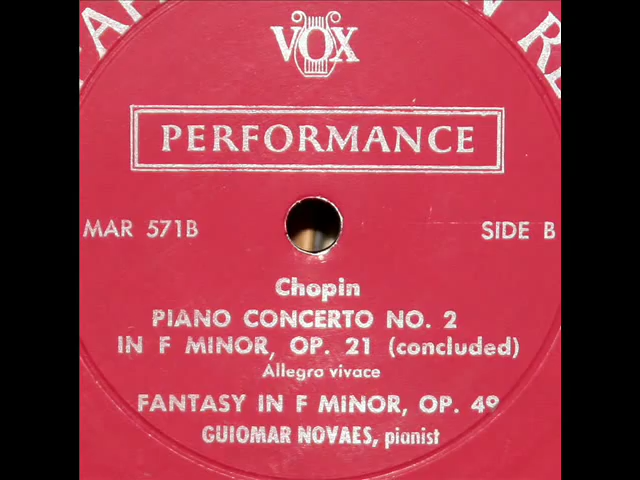 VOX
PERFORMANCE
MAR 571B
SIDE B
Chopin
PIANO CONCERTO NO. 2
IN F MINOR, OP. 21 (concluded)
Allegro vivace
FANTASY IN F MINOR, OP. 49
GUIOMAR NOVAES, pianist